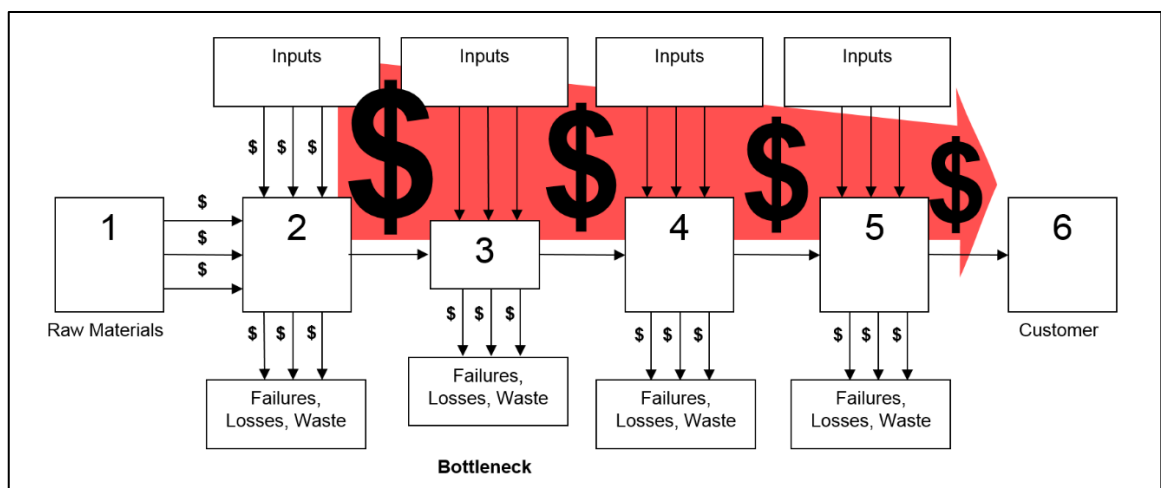 Inputs
Inputs
Inputs
Inputs
$ $ $ $
$ $ $
1
$
$
$
2
3
4
5
6
Raw Materials
Customer
$ $ $
$ $ $
$ $ $
$ $ $
Failures,
Losses, Waste
Failures,
Losses, Waste
Failures,
Losses, Waste
Failures,
Losses, Waste
Bottleneck